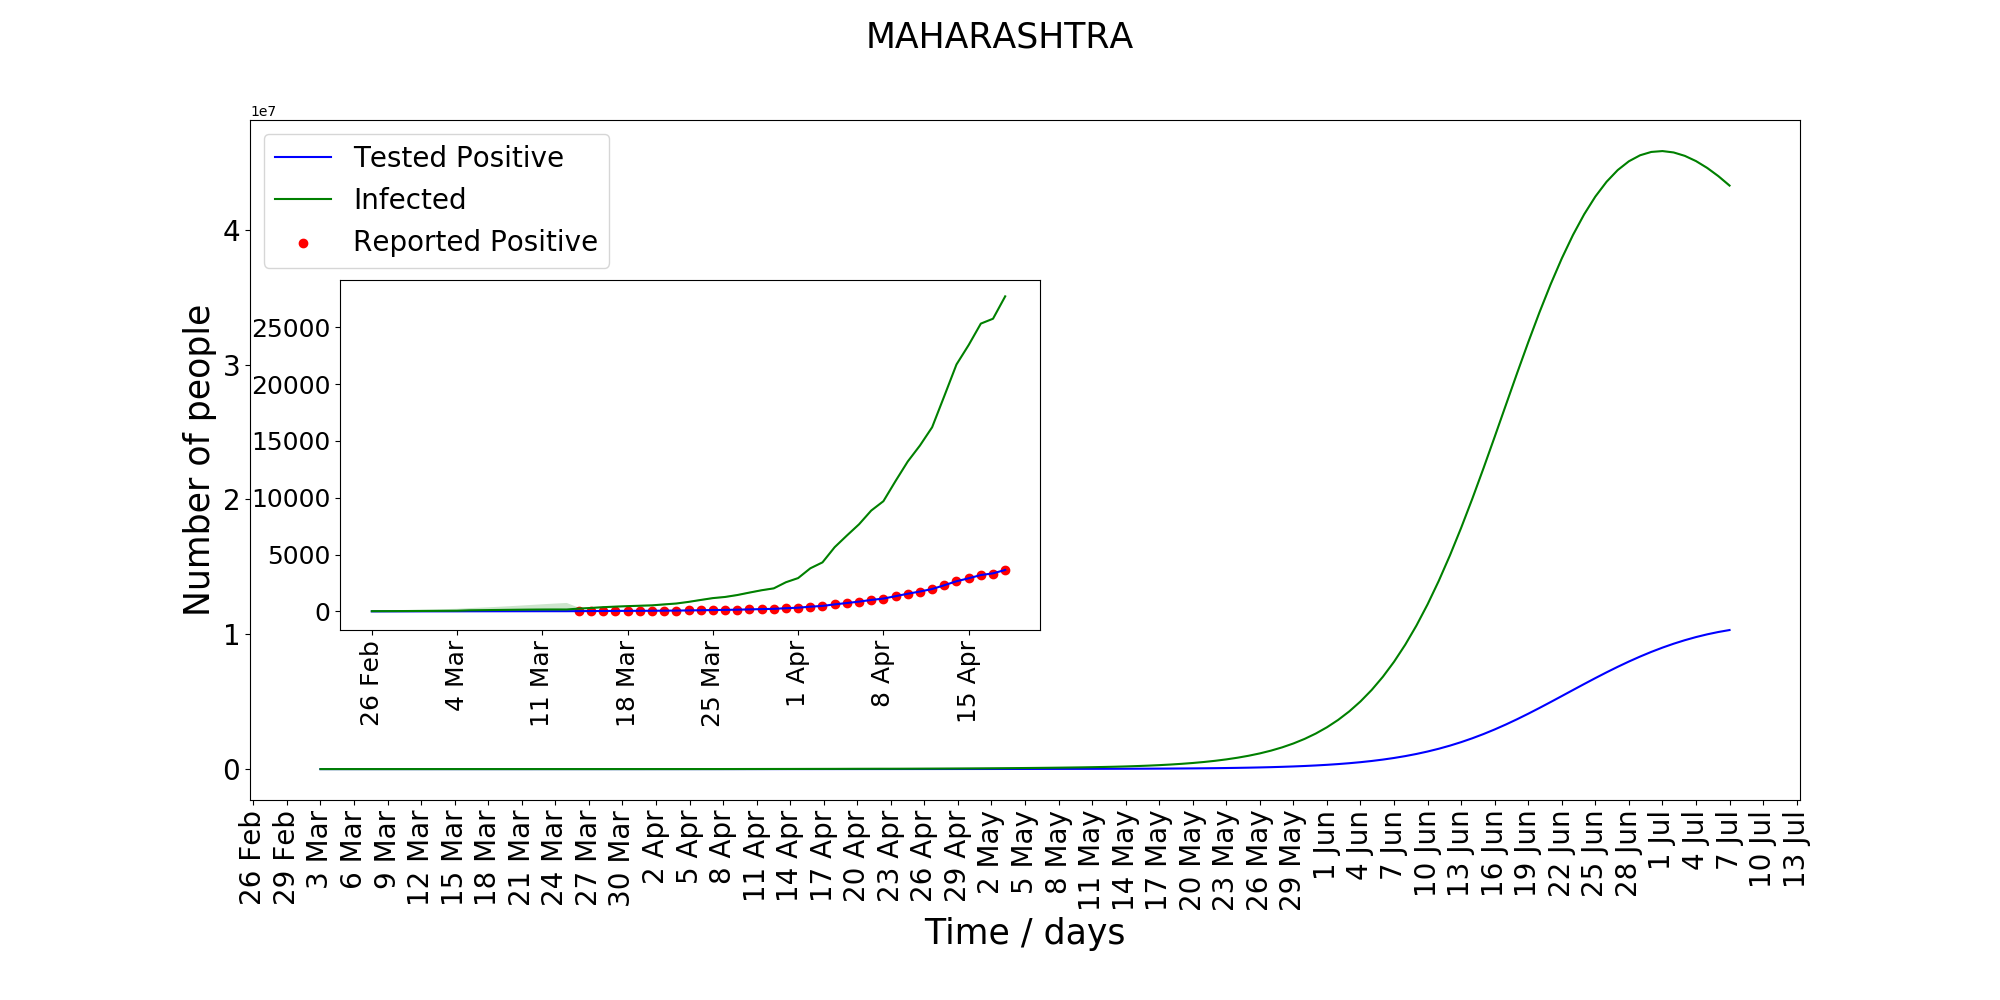 MAHARASHTRA
1e7
Tested Positive
Infected
Reported Positive
Number of people
4
3
2
1
0
25000
20000
15000
10000
5000
0
26 Feb
4 Mar
11 Mar
18 Mar
25 Mar
1 Apr
8 Apr
15 Apr
26 Feb
29 Feb
3 Mar
6 Mar
9 Mar
12 Mar
15 Mar
18 Mar
21 Mar
24 Mar
27 Mar
30 Mar
2 Apr
5 Apr
8 Apr
11 Apr
14 Apr
17 Apr
20 Apr
23 Apr
26 Apr
29 Apr
2 May
5 May
8 May
11 May
14 May
17 May
20 May
23 May
26 May
29 May
1 Jun
4 Jun
7 Jun
10 Jun
13 Jun
16 Jun
19 Jun
22 Jun
25 Jun
28 Jun
1 Jul
4 Jul
7 Jul
10 Jul
13 Jul
Time / days